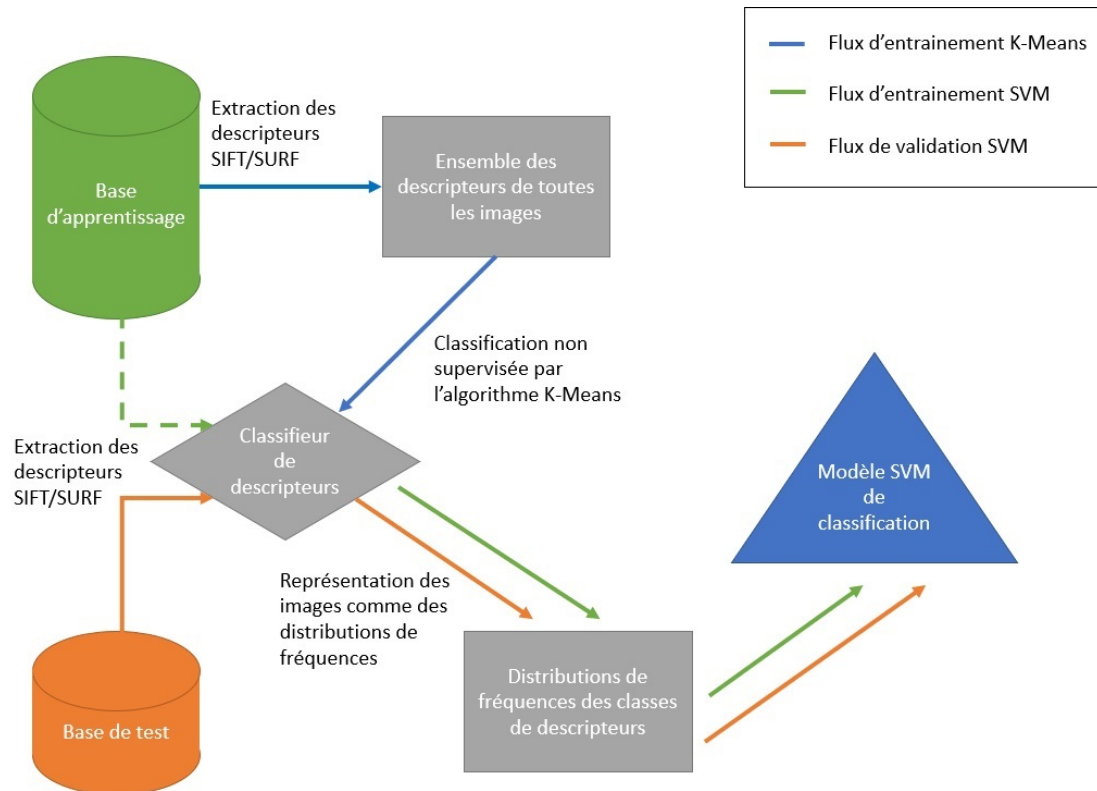 Flux d'entrainement K-Means
Flux d'entrainement SVM
Flux de validation SVM
Extraction des
descripteurs
SIFT/SURF
Base
d'apprentissage
Ensemble des
descripteurs de toutes
les images
Classification non
supervisée par
l'algorithme K-Means
Classifieur
de
descripteurs
Extraction des
descripteurs
SIFT/SURF
Modèle SVM
de
classification
Représentation des
images comme des
distributions de
fréquences
Distributions de
fréquences des classes
de descripteurs
Base de test